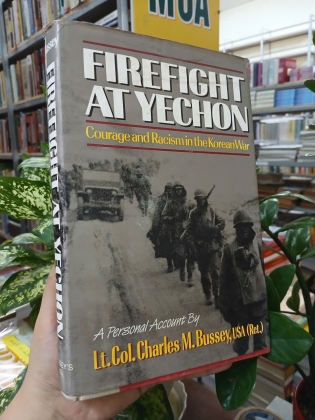 MUA
FIREFIGHT
AT YECHON
Courage and Racism in the Korean War
A Personal Account By
Lt. Col. Charles M. Bussey, USA (Ret.)
FIREFIGHT AT YECHON